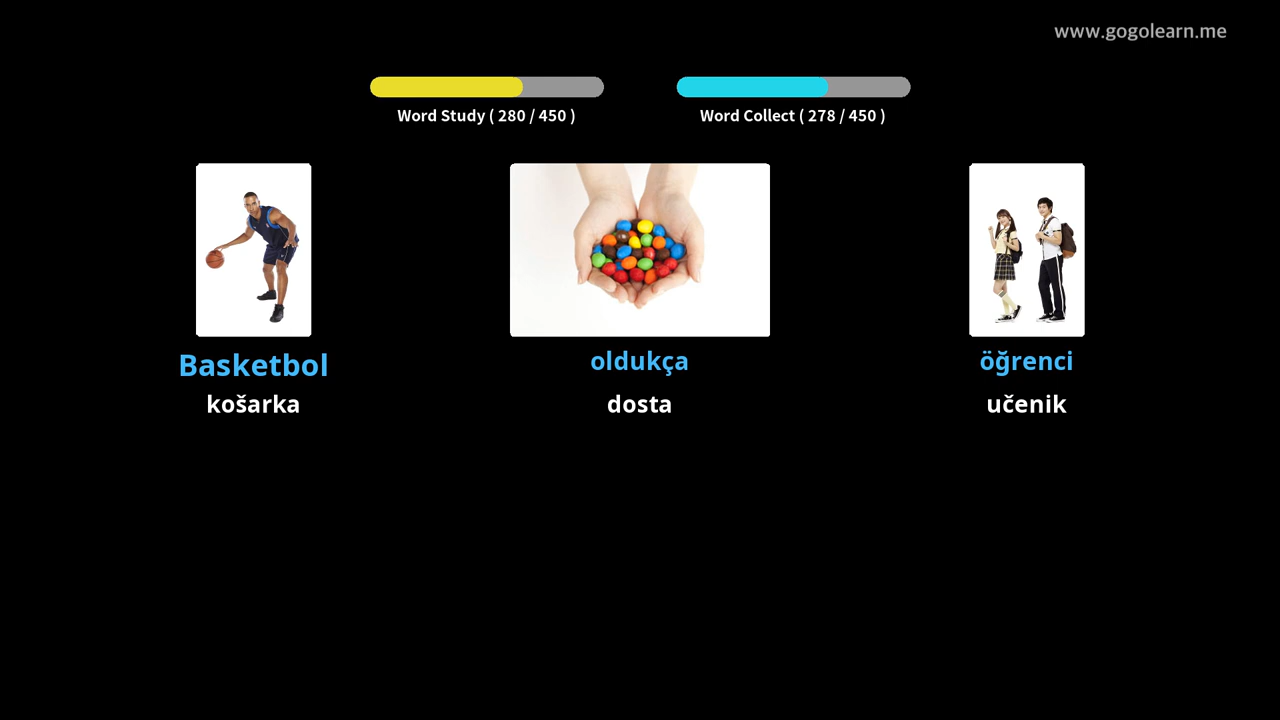 www.gogolearn.me
Word Study ( 280 / 450 )
Word Collect ( 278 / 450 )
Basketbol
oldukça
öğrenci
košarka
dosta
učenik